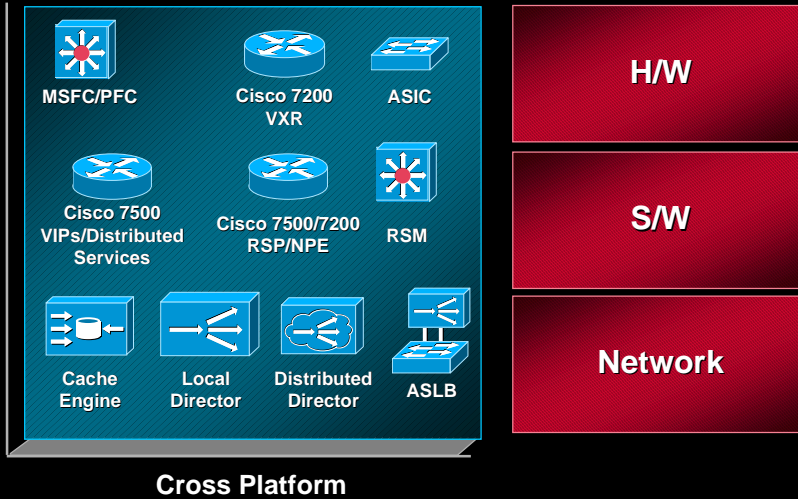 MSFC/PFC
Cisco 7200
VXR
ASIC
H/W
Cisco 7500
VIPs/Distributed
Services
Cisco 7500/7200
RSP/NPE
RSM
S/W
Cache
Engine
Local
Director
Distributed
Director
ASLB
Network
Cross Platform